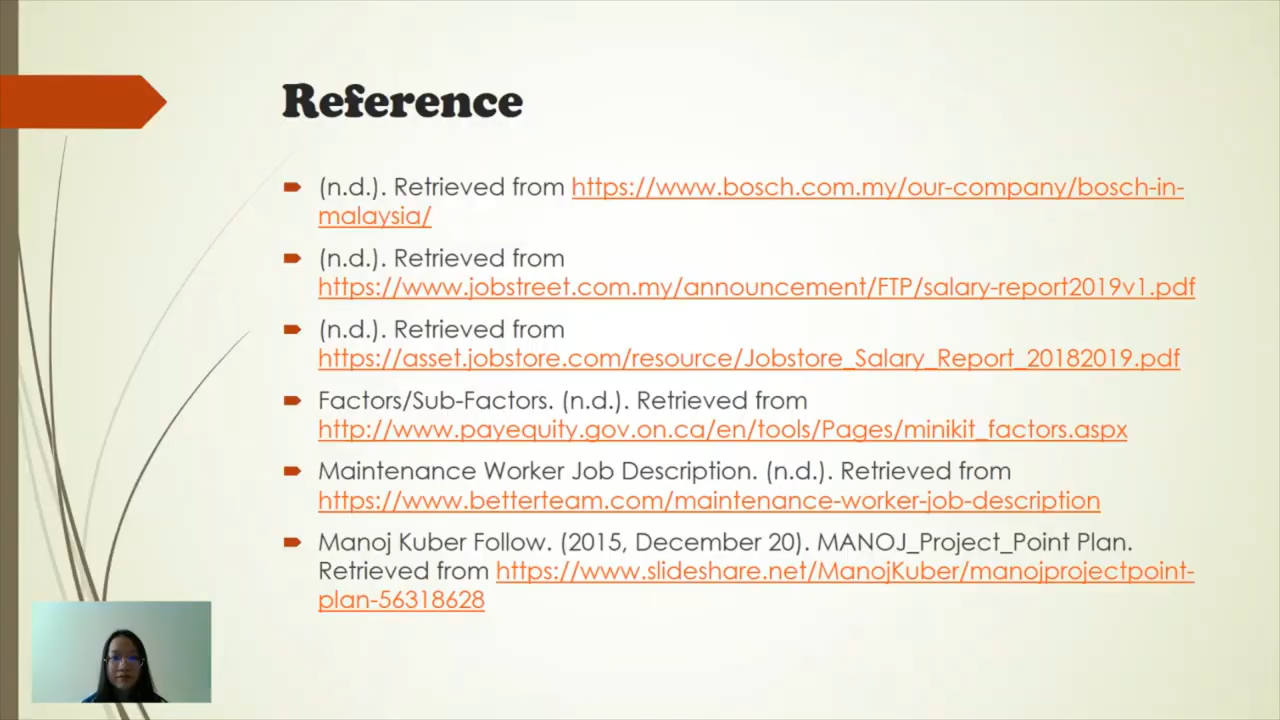 Reference
(n.d.). Retrieved from https://www.bosch.com.my/our-company/bosch-in-
malaysia/
(n.d.). Retrieved from
https://www.jobstreet.com.my/announcement/FTP/salary-report2019v1.pdf
(n.d.). Retrieved from
https://asset.jobstore.com/resource/Jobstore_Salary_Report_20182019.pdf
Factors/Sub-Factors. (n.d.). Retrieved from
http://www.payequity.gov.on.ca/en/tools/Pages/minikit_factors.aspx
Maintenance Worker Job Description. (n.d.). Retrieved from
https://www.betterteam.com/maintenance-worker-job-description
Manoj Kuber Follow. (2015, December 20). MANOJ_Project_Point Plan.
Retrieved from https://www.slideshare.net/ManojKuber/manojprojectpoint-
plan-56318628